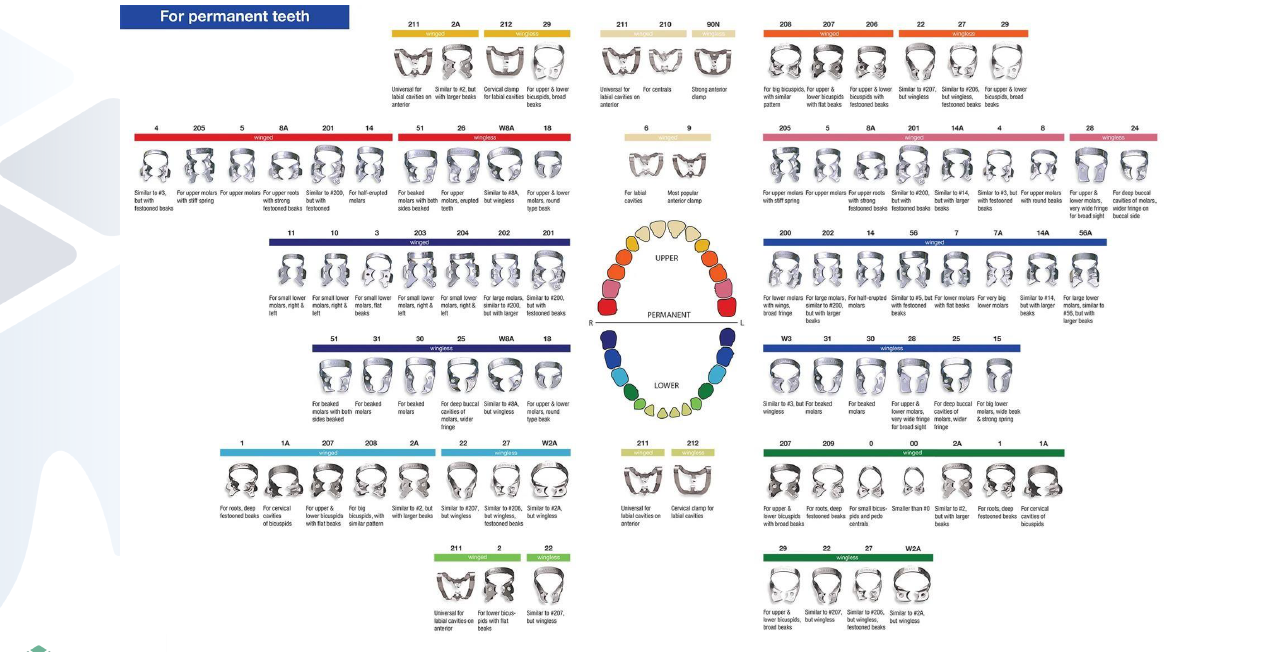 For permanent teeth
211 2A 212 29
winged wingless
Universal for labial cavities on anterior
Similar to #2, but with larger beaks
Cervical clamp for labial cavities
For upper & lower bicuspids, broad beaks
211 210 90N
winged wingless
Universal for labial cavities on anterior
For centrals
Strong anterior clamp
208 207 206 22 27 29
winged wingless
For big bicuspids, with similar pattern
For upper & lower bicuspids with flat beaks
For upper & lower bicuspids with festooned beaks
Similar to #207, but wingless
Similar to #206, but wingless, festooned beaks
For upper & lower bicuspids, broad beaks
4 205 5 8A 201 14 51 26 W8A 18
winged wingless
Similar to #3, but with festooned beaks
For upper molars with stiff spring
For upper molars
For upper roots with strong festooned beaks
Similar to #200, but with festooned
For half-erupted molars
For beaked molars with both sides beaked
For upper molars, erupted teeth
Similar to #8A, but wingless
For upper & lower molars, round type beak
6 9
winged
For labial cavities
Most popular anterior clamp
205 5 8A 201 14A 4 8 28 24
winged wingless
For upper molars with stiff spring
For upper molars
For upper roots with strong festooned beaks
Similar to #200, but with festooned beaks
Similar to #14, but with larger beaks
Similar to #3, but with festooned beaks
For upper molars with round beaks
For upper & lower molars, very wide fringe for broad sight
For deep buccal cavities of molars, wider fringe on buccal side
11 10 3 203 204 202 201
winged
For small lower molars, right & left
For small lower molars, right & left
For small lower molars, flat beaks
For small lower molars, right & left
For small lower molars, right & left
For large molars, similar to #200, but with larger
Similar to #200, but with festooned beaks
UPPER
PERMANENT
R L
LOWER
200 202 14 56 7 7A 14A 56A
winged
For lower molars with wings, broad fringe
For large molars, similar to #200, but with larger beaks
For half-erupted molars
Similar to #5, but with festooned beaks
For lower molars with flat beaks
For very big lower molars
Similar to #14, but with larger beaks
For large lower molars, similar to #56, but with larger beaks
51 31 30 25 W8A 18
wingless
For beaked molars with both sides beaked
For beaked molars
For beaked molars
For deep buccal cavities of molars, wider fringe
Similar to #8A, but wingless
For upper & lower molars, round type beak
W3 31 30 28 25 15
wingless
Similar to #3, but wingless
For beaked molars
For beaked molars
For upper & lower molars, very wide fringe for broad sight
For deep buccal cavities of molars, wider fringe
For big lower molars, wide beak & strong spring
1 1A 207 208 2A 22 27 W2A
winged wingless
For roots, deep festooned beaks
For cervical cavities of bicuspids
For upper & lower bicuspids with flat beaks
For big bicuspids, with similar pattern
Similar to #2, but with larger beaks
Similar to #207, but wingless
Similar to #206, but wingless, festooned beaks
Similar to #2A, but wingless
211 212
winged wingless
Universal for labial cavities on anterior
Cervical clamp for labial cavities
207 209 0 00 2A 1 1A
winged
For upper & lower bicuspids with broad beaks
For roots, deep festooned beaks
For small bicus- pids and pedo centrals
Smaller than #0
Similar to #2, but with larger beaks
For roots, deep festooned beaks
For cervical cavities of bicuspids
211 2 22
winged wingless
Universal for labial cavities on anterior
For lower bicus- pids with flat beaks
Similar to #207, but wingless
29 22 27 W2A
wingless
For upper & lower bicuspids, broad beaks
Similar to #207, but wingless
Similar to #206, but wingless, festooned beaks
Similar to #2A, but wingless